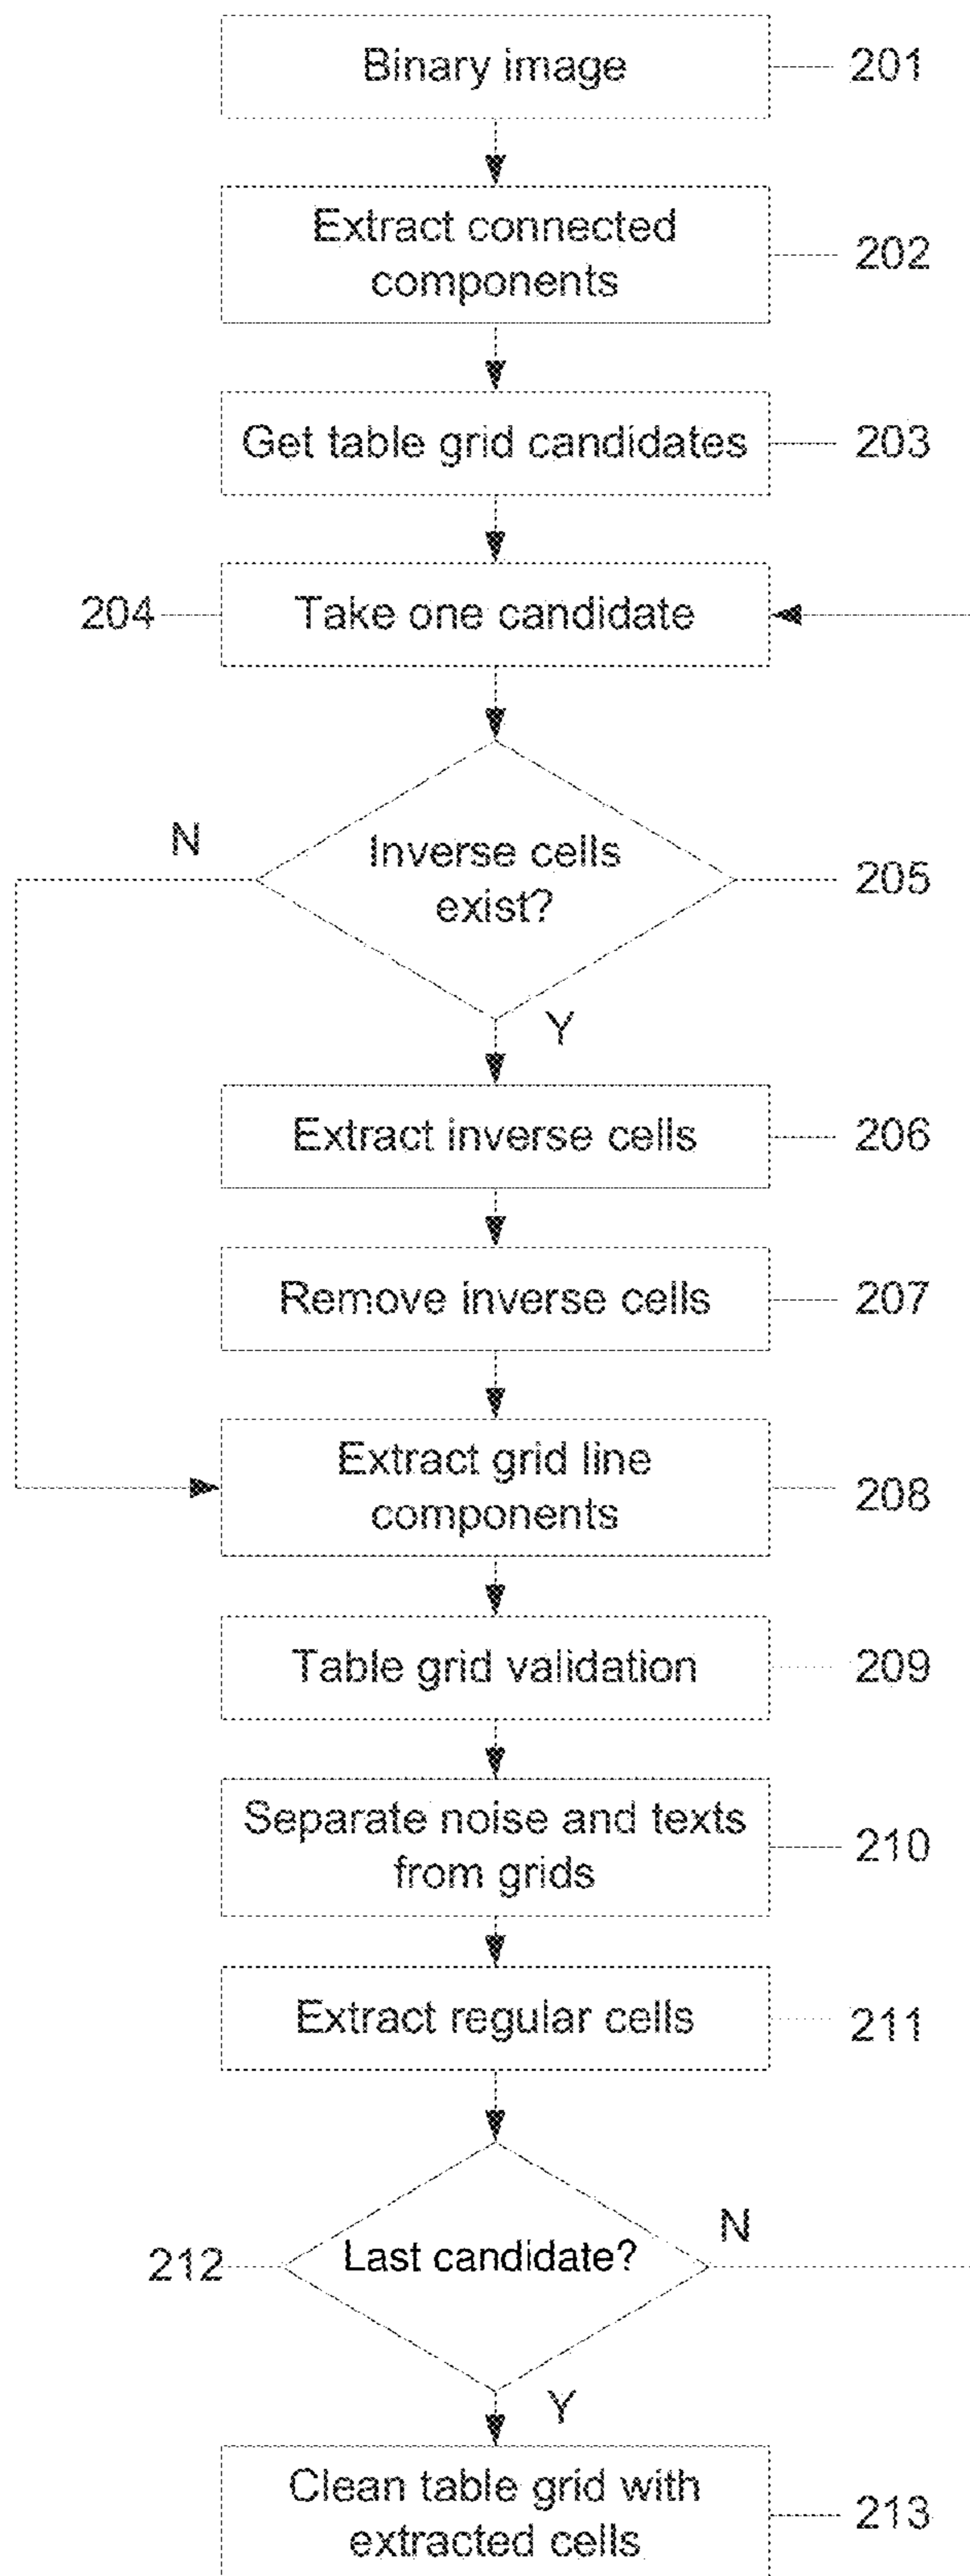 Binary image
201
Extract connected
components
202
Get table grid candidates
203
204
Take one candidate
N
Inverse cells
exist?
205
Y
Extract inverse cells
206
Remove inverse cells
207
Extract grid line
components
208
Table grid validation
209
Separate noise and texts
from grids
210
Extract regular cells
211
212
Last candidate?
N
Y
Clean table grid with
extracted cells
213